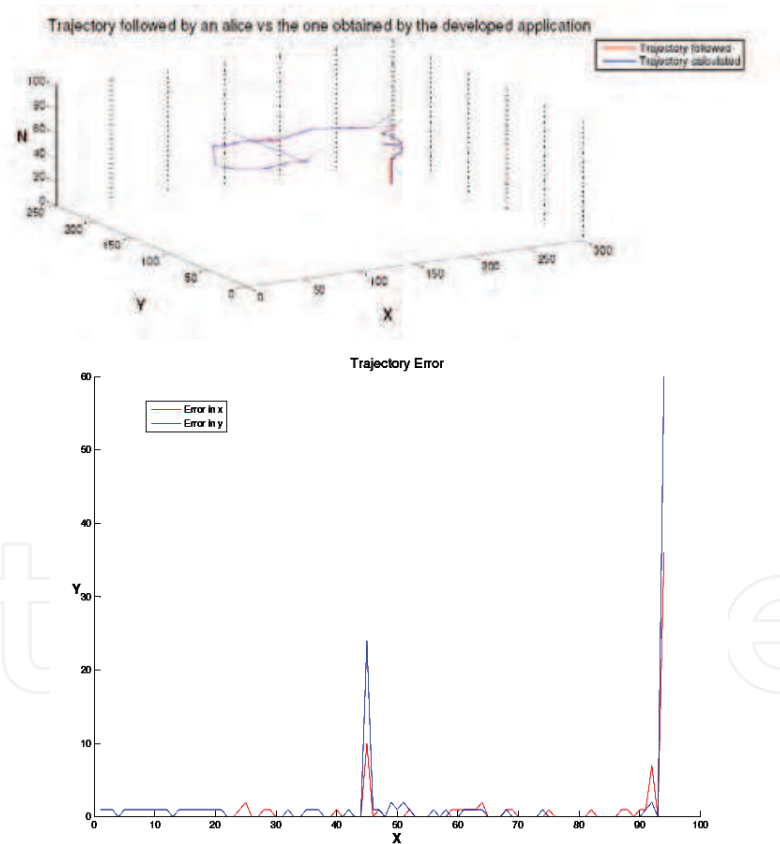 Trajectory followed by an alice vs the one obtained by the developed application
Trajectory followed
Trajectory calculated
100
80
60
N
40
20
0
250
200
150
100
50
0
Y
0
50
100
150
200
250
300
X
Trajectory Error
60
Error in x
Error in y
50
40
Y
30
20
10
0
0 10 20 30 40 50 60 70 80 90 100
X